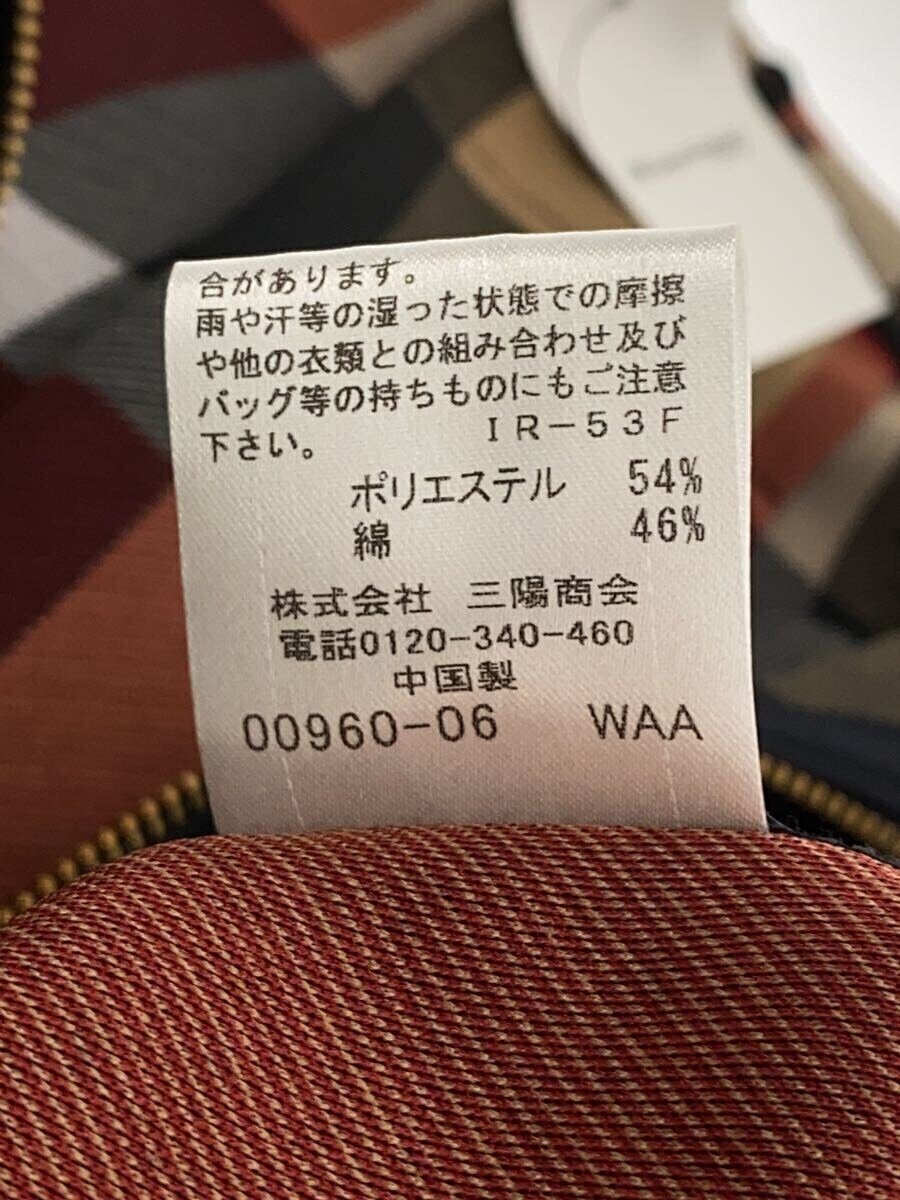 合があります。
雨や汗等の湿った状態での摩擦
や他の衣類との組み合わせ及び
バッグ等の持ちものにもご注意
下さい。 IR-53F
ポリエステル 54%
綿 46%
株式会社 三陽商会
電話0120-340-460
中国製
00960-06 WAA